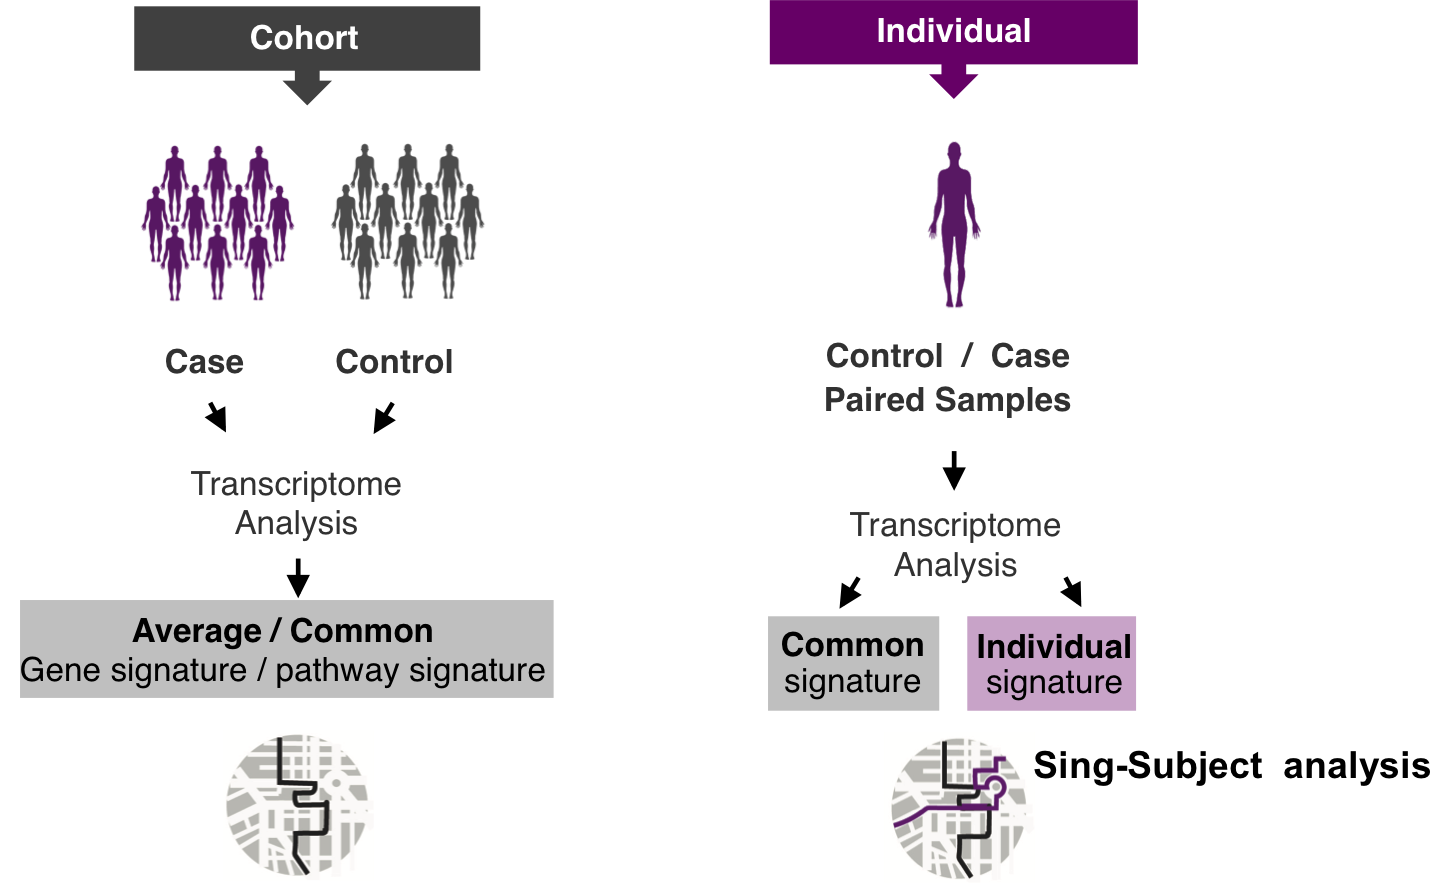 Cohort
Case
Control
Transcriptome
Analysis
Average / Common
Gene signature / pathway signature
Individual
Control / Case
Paired Samples
Transcriptome
Analysis
Common
signature
Individual
signature
Sing-Subject analysis